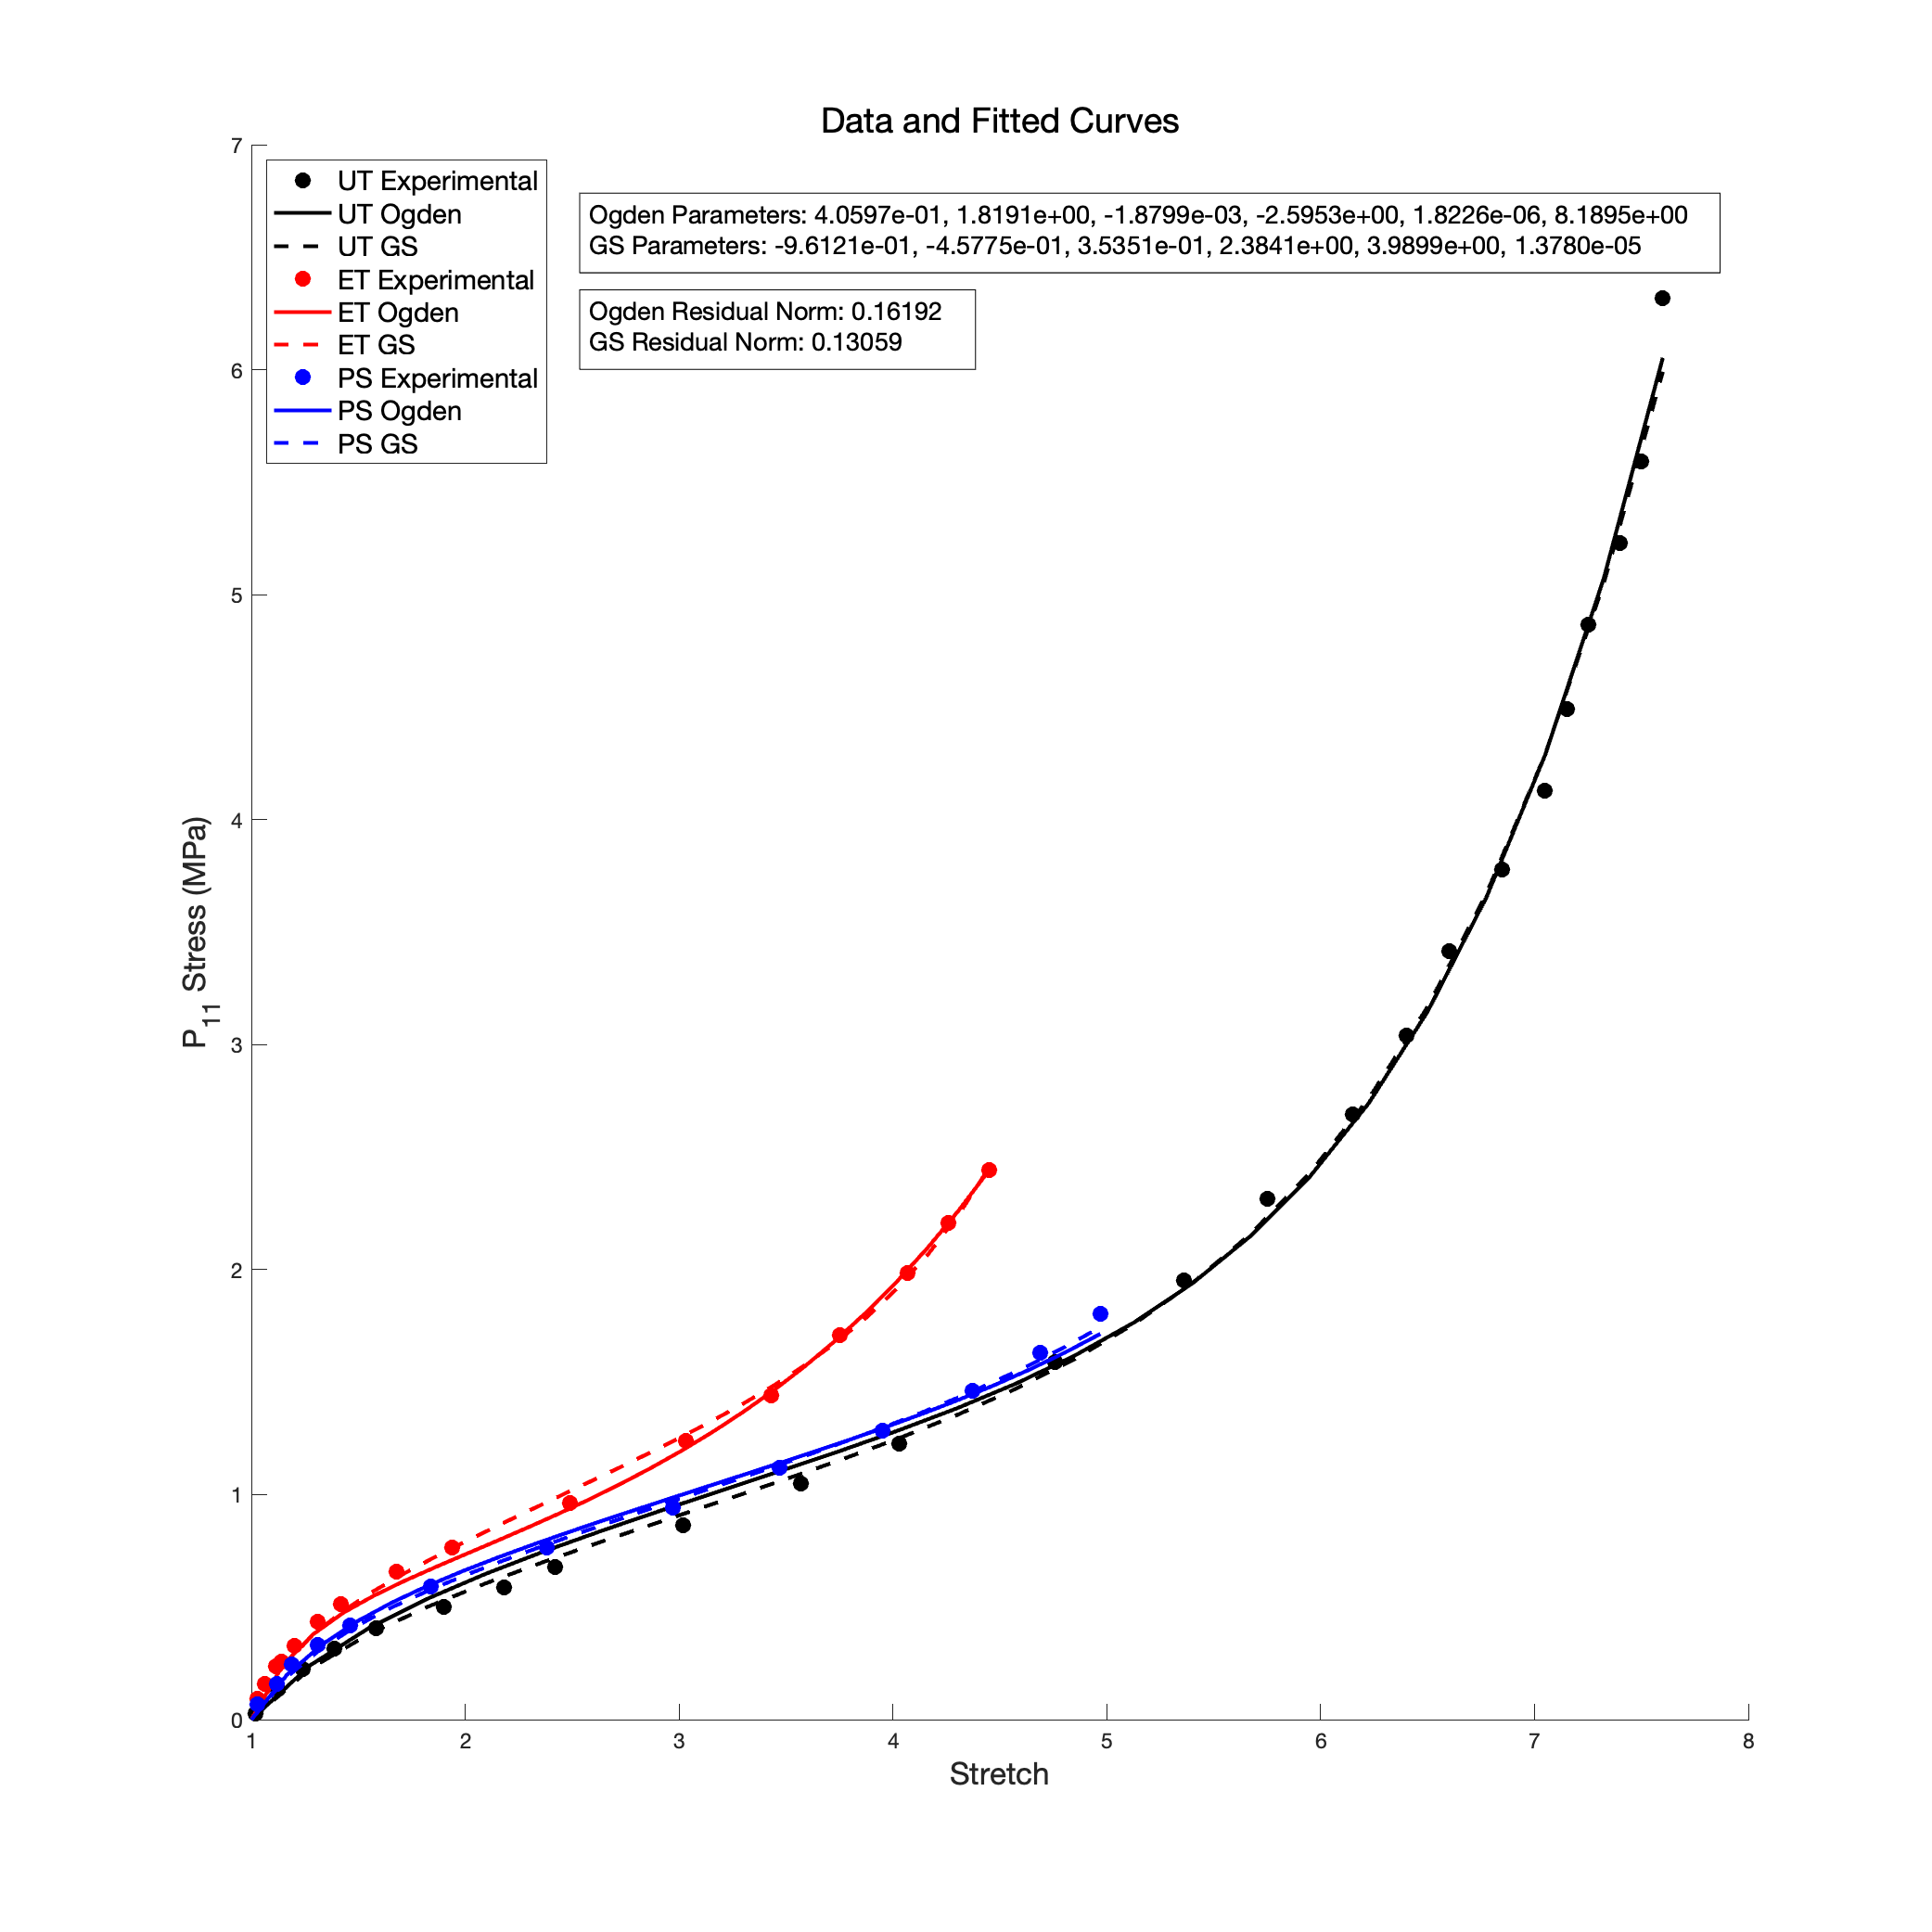 Data and Fitted Curves
7
UT Experimental
UT Ogden
UT GS
ET Experimental
ET Ogden
ET GS
PS Experimental
PS Ogden
PS GS
Ogden Parameters: 4.0597e-01, 1.8191e+00, -1.8799e-03, -2.5953e+00, 1.8226e-06, 8.1895e+00
GS Parameters: -9.6121e-01, -4.5775e-01, 3.5351e-01, 2.3841e+00, 3.9899e+00, 1.3780e-05
Ogden Residual Norm: 0.16192
GS Residual Norm: 0.13059
6
5
4
3
2
1
0
P11 Stress (MPa)
1 2 3 4 5 6 7 8
Stretch